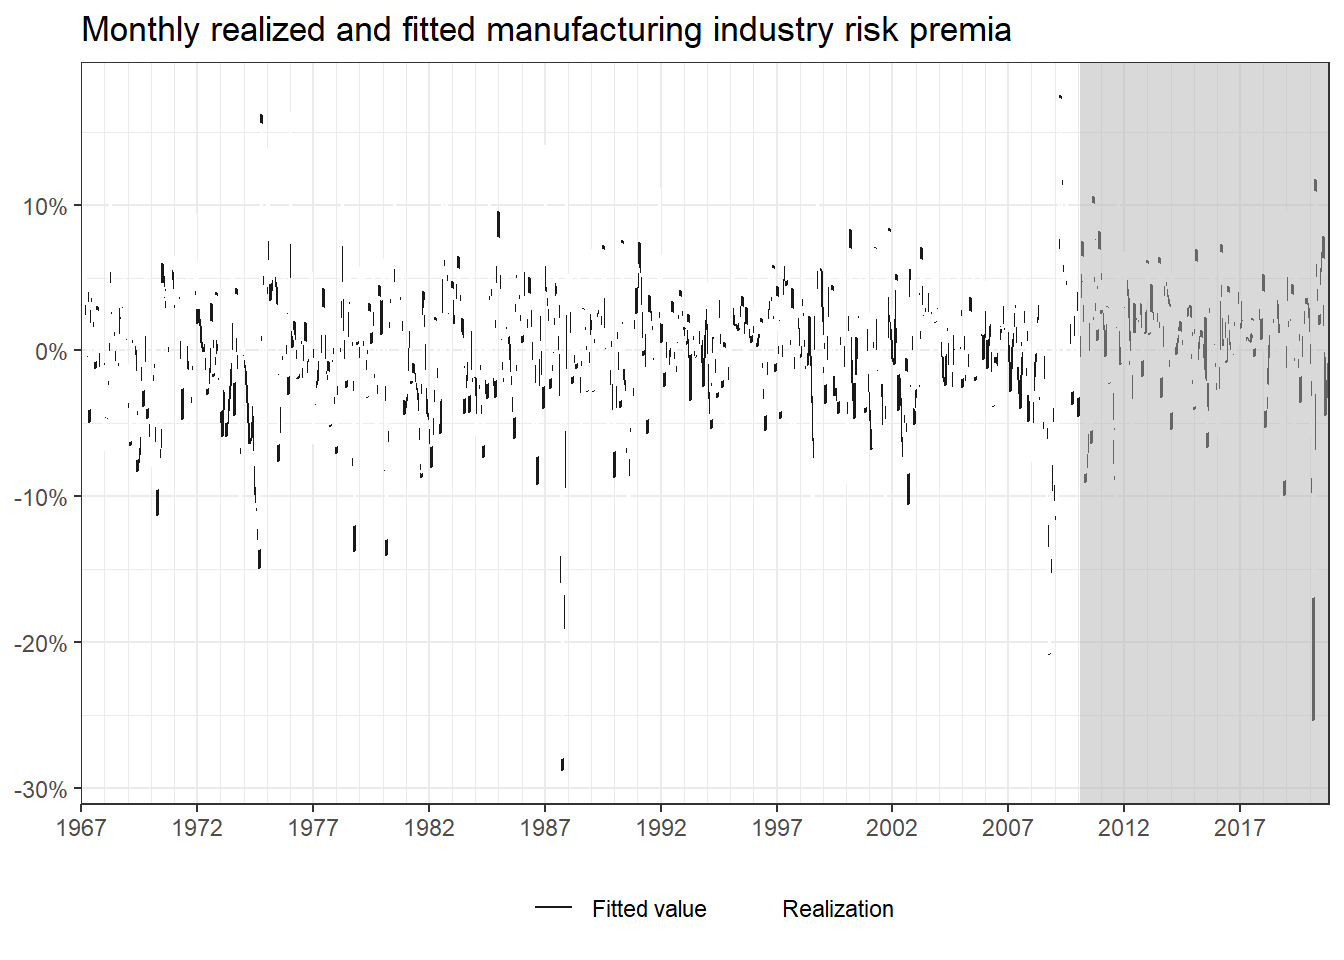 Monthly realized and fitted manufacturing industry risk premia
10%
0%
-10%
-20%
-30%
1967 1972 1977 1982 1987 1992 1997 2002 2007 2012 2017
Fitted value Realization